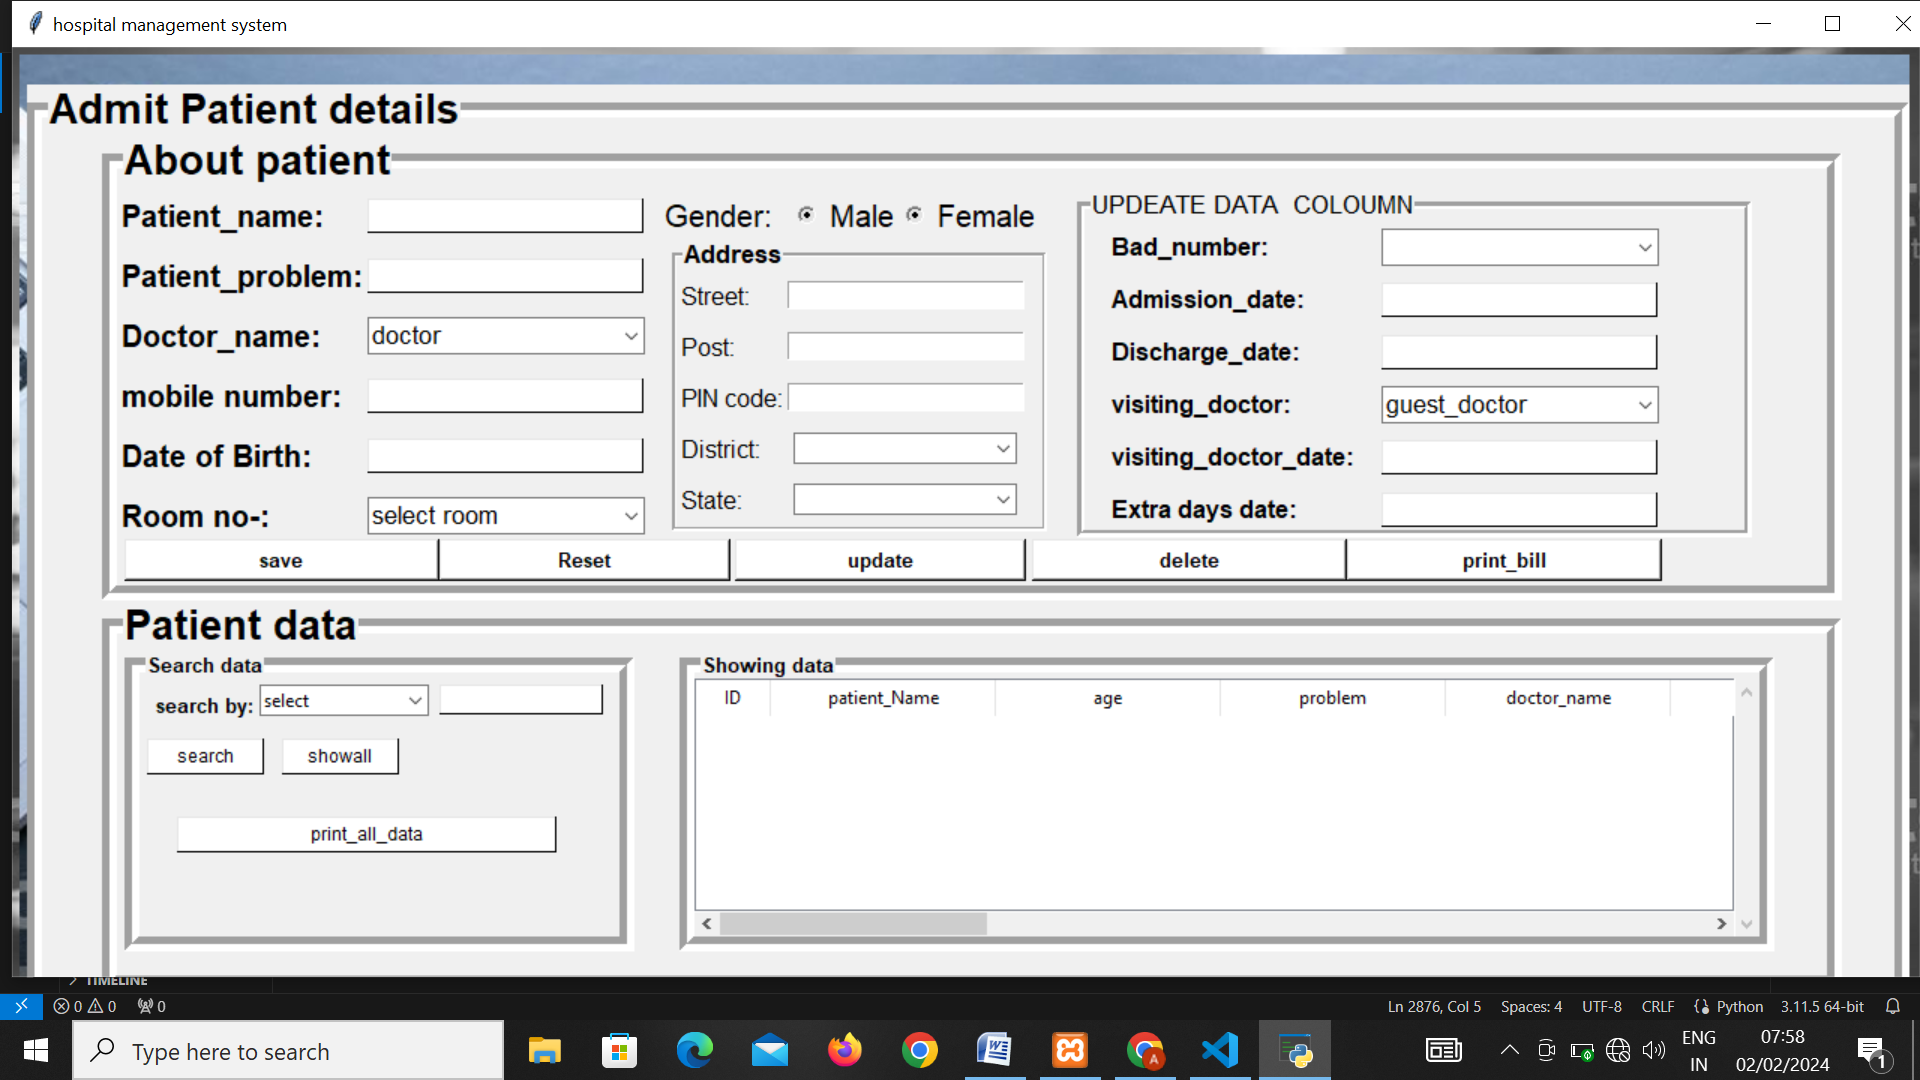 hospital management system
Admit Patient details
About patient
Patient_name:
Gender: Male Female
UPDEATE DATA  COLOUMN
Patient_problem:
Address
Street:
Bad_number:
Doctor_name: doctor
Post:
Admission_date:
Discharge_date:
mobile number:
PIN code:
visiting_doctor: guest_doctor
Date of Birth:
District:
visiting_doctor_date:
Room no-: select room
State:
Extra days date:
save Reset update delete print_bill
Patient data
Search data
search by: select
search showall
print_all_data
Showing data
ID patient_Name age problem doctor_name
TIMELINE
0 0 0
Ln 2876, Col 5 Spaces: 4 UTF-8 CRLF Python 3.11.5 64-bit
Type here to search
W
A
ENG
IN
07:58
02/02/2024
1